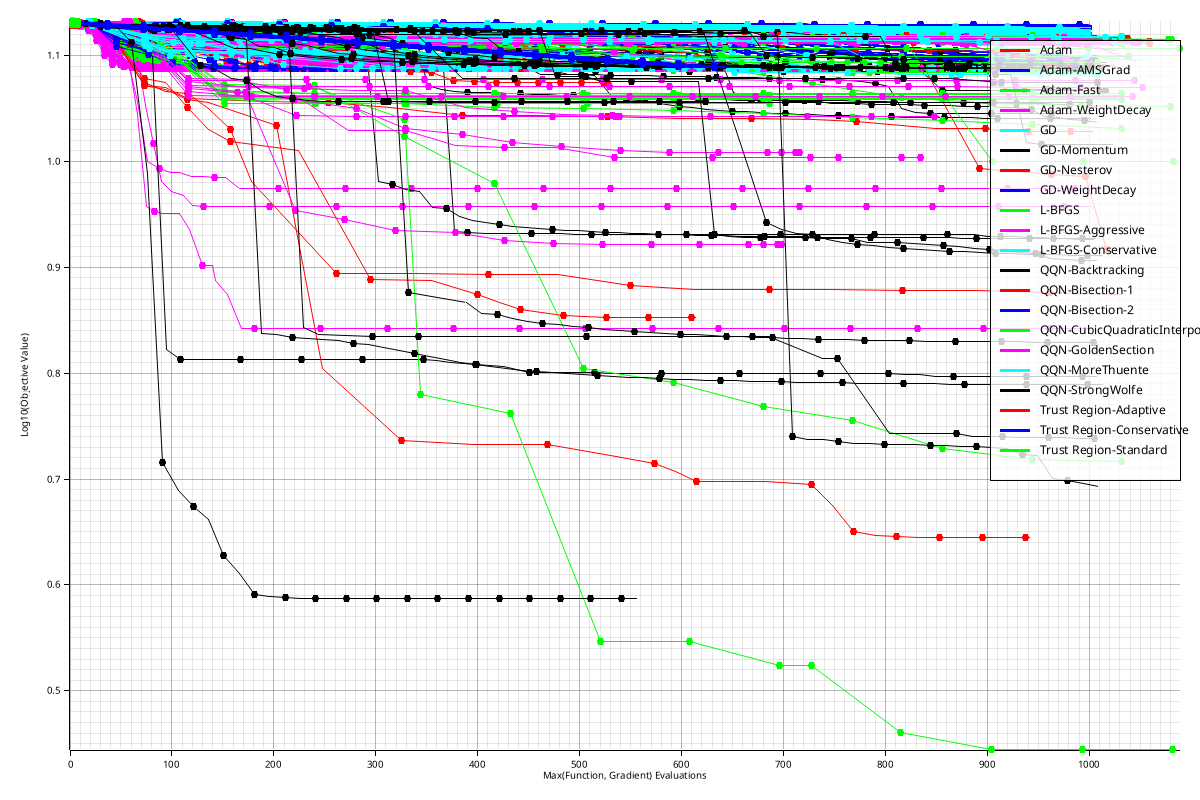 1.1
1.0
0.9
0.8
0.7
0.6
0.5
Log10(Objective Value)
0
100
200
300
400
500
600
700
800
900
1000
Max(Function, Gradient) Evaluations
Adam
Adam-AMSGrad
Adam-Fast
Adam-WeightDecay
GD
GD-Momentum
GD-Nesterov
GD-WeightDecay
L-BFGS
L-BFGS-Aggressive
L-BFGS-Conservative
QQN-Backtracking
QQN-Bisection-1
QQN-Bisection-2
QQN-CubicQuadraticInterpo
QQN-GoldenSection
QQN-MoreThuente
QQN-StrongWolfe
Trust Region-Adaptive
Trust Region-Conservative
Trust Region-Standard